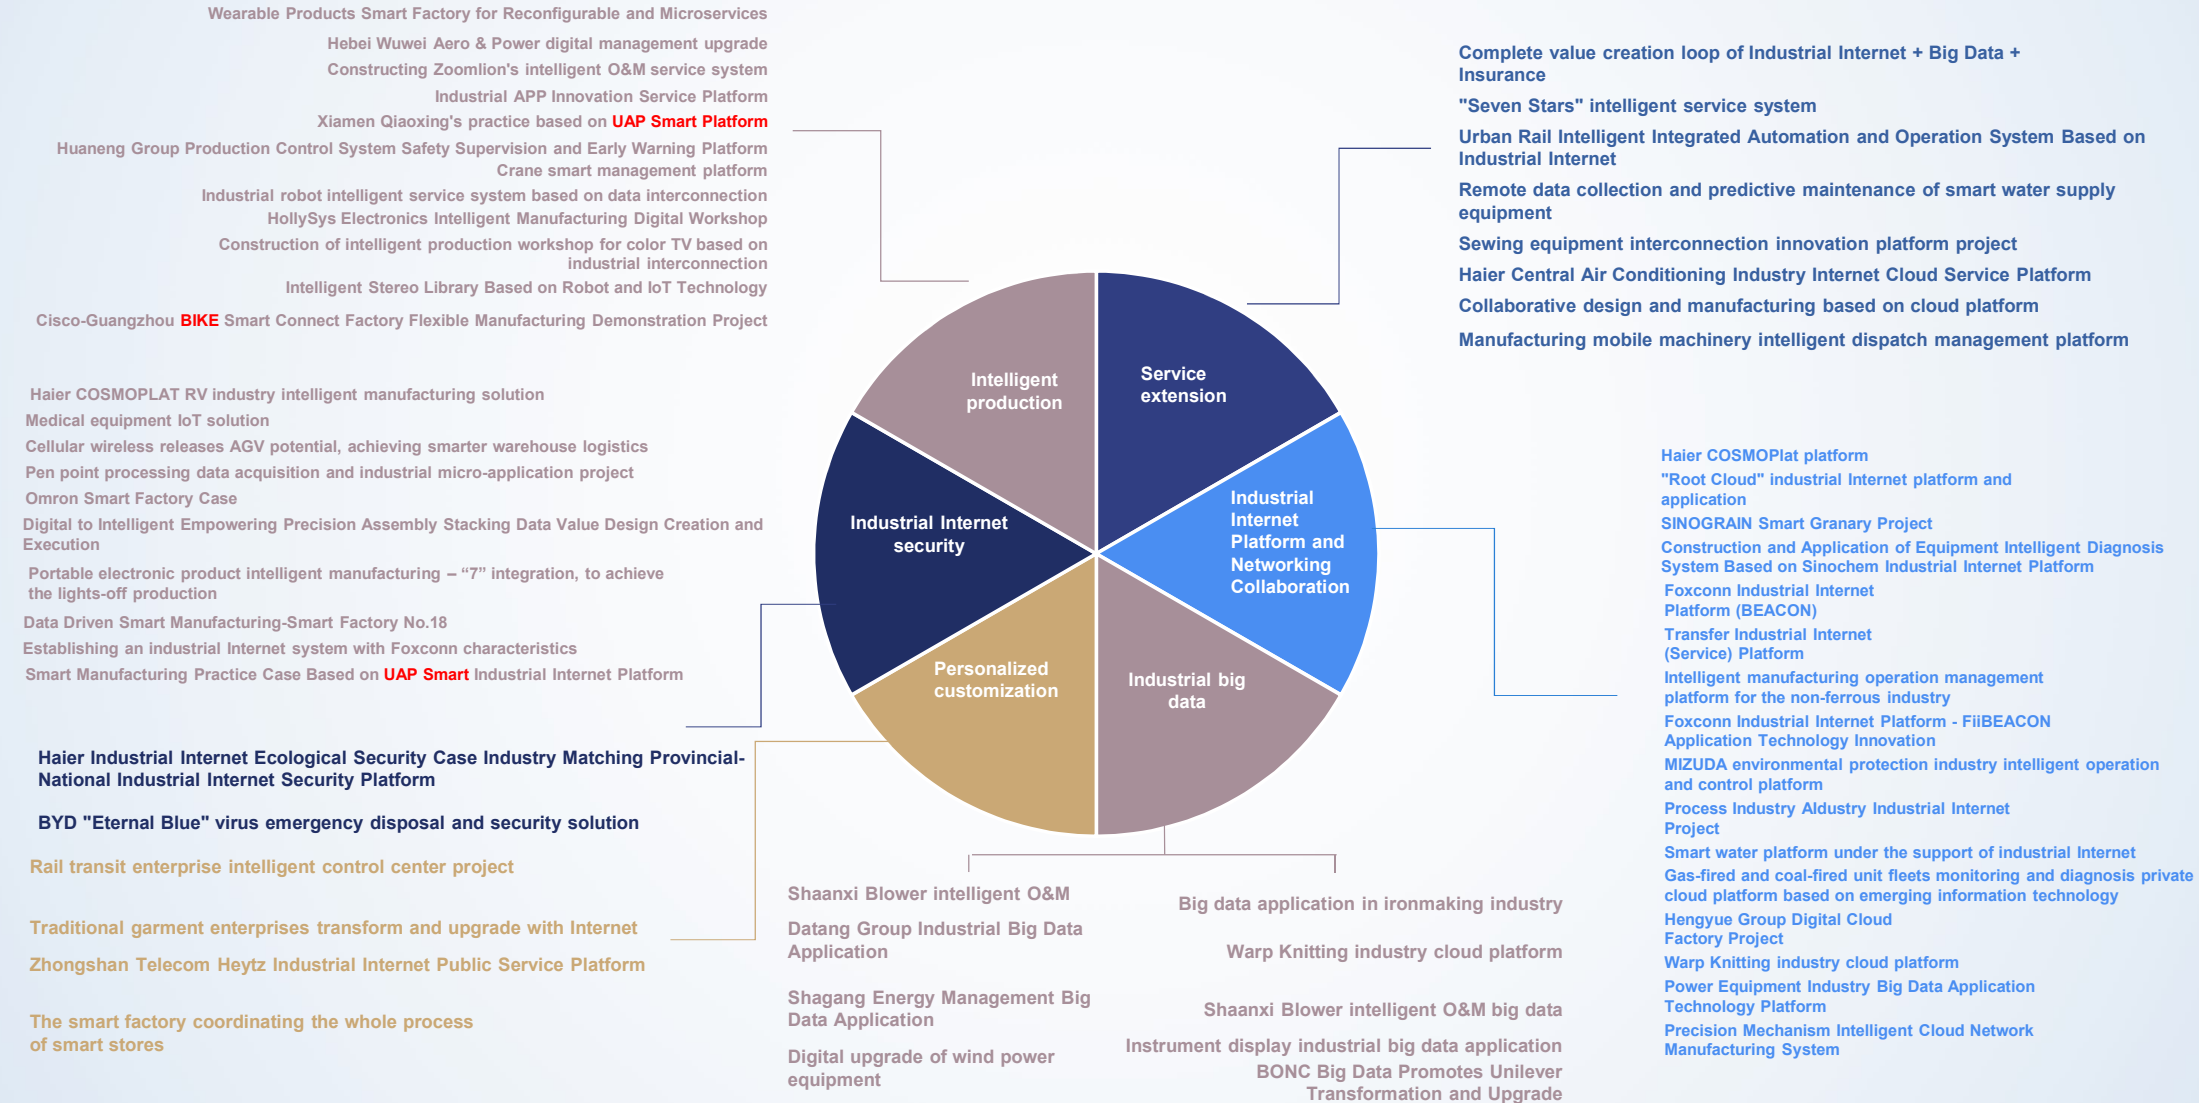 Wearable Products Smart Factory for Reconfigurable and Microservices
Hebei Wuwei Aero & Power digital management upgrade
Constructing Zoomlion's intelligent O&M service system
Industrial APP Innovation Service Platform
Xiamen Qiaoxing's practice based on UAP Smart Platform
Huaneng Group Production Control System Safety Supervision and Early Warning Platform
Crane smart management platform
Industrial robot intelligent service system based on data interconnection
HollySys Electronics Intelligent Manufacturing Digital Workshop
Construction of intelligent production workshop for color TV based on
industrial interconnection
Intelligent Stereo Library Based on Robot and IoT Technology
Cisco-Guangzhou BIKE Smart Connect Factory Flexible Manufacturing Demonstration Project
Haier COSMOPLAT RV industry intelligent manufacturing solution
Medical equipment IoT solution
Cellular wireless releases AGV potential, achieving smarter warehouse logistics
Pen point processing data acquisition and industrial micro-application project
Omron Smart Factory Case
Digital to Intelligent Empowering Precision Assembly Stacking Data Value Design Creation and
Execution
Portable electronic product intelligent manufacturing – “7” integration, to achieve
the lights-off production
Data Driven Smart Manufacturing-Smart Factory No.18
Establishing an industrial Internet system with Foxconn characteristics
Smart Manufacturing Practice Case Based on UAP Smart Industrial Internet Platform
Haier Industrial Internet Ecological Security Case Industry Matching Provincial-
National Industrial Internet Security Platform
BYD "Eternal Blue" virus emergency disposal and security solution
Rail transit enterprise intelligent control center project
Traditional garment enterprises transform and upgrade with Internet
Zhongshan Telecom Heytz Industrial Internet Public Service Platform
The smart factory coordinating the whole process
of smart stores
Intelligent
production
Service
extension
Industrial Internet
security
Industrial
Internet
Platform and
Networking
Collaboration
Personalized
customization
Industrial big
data
Shaanxi Blower intelligent O&M
Datang Group Industrial Big Data
Application
Shagang Energy Management Big
Data Application
Digital upgrade of wind power
equipment
Big data application in ironmaking industry
Warp Knitting industry cloud platform
Shaanxi Blower intelligent O&M big data
Instrument display industrial big data application
BONC Big Data Promotes Unilever
Transformation and Upgrade
Complete value creation loop of Industrial Internet + Big Data +
Insurance
"Seven Stars" intelligent service system
Urban Rail Intelligent Integrated Automation and Operation System Based on
Industrial Internet
Remote data collection and predictive maintenance of smart water supply
equipment
Sewing equipment interconnection innovation platform project
Haier Central Air Conditioning Industry Internet Cloud Service Platform
Collaborative design and manufacturing based on cloud platform
Manufacturing mobile machinery intelligent dispatch management platform
Haier COSMOPlat platform
"Root Cloud" industrial Internet platform and
application
SINOGRAIN Smart Granary Project
Construction and Application of Equipment Intelligent Diagnosis
System Based on Sinochem Industrial Internet Platform
Foxconn Industrial Internet
Platform (BEACON)
Transfer Industrial Internet
(Service) Platform
Intelligent manufacturing operation management
platform for the non-ferrous industry
Foxconn Industrial Internet Platform - FiiBEACON
Application Technology Innovation
MIZUDA environmental protection industry intelligent operation
and control platform
Process Industry AIdustry Industrial Internet
Project
Smart water platform under the support of industrial Internet
Gas-fired and coal-fired unit fleets monitoring and diagnosis private
cloud platform based on emerging information technology
Hengyue Group Digital Cloud
Factory Project
Warp Knitting industry cloud platform
Power Equipment Industry Big Data Application
Technology Platform
Precision Mechanism Intelligent Cloud Network
Manufacturing System